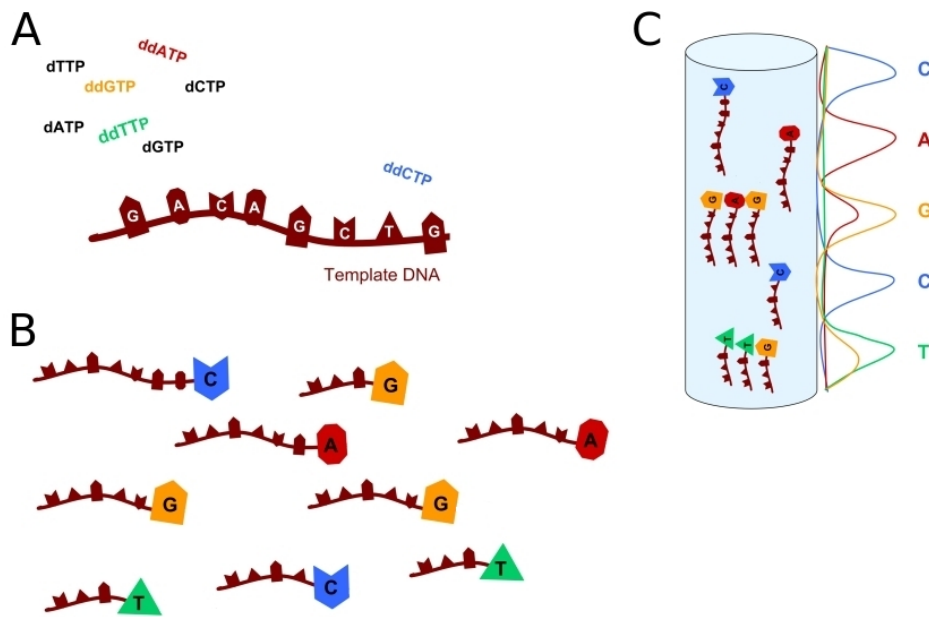 A
ddATP
dTTP
ddGTP
dCTP
dATP
ddTTP
dGTP
ddCTP
G A C A G C T G
Template DNA
B
C
G
A
A
G
G
T
C
T
C
C
A
G A G
C
T T G
C
A
G
C
T